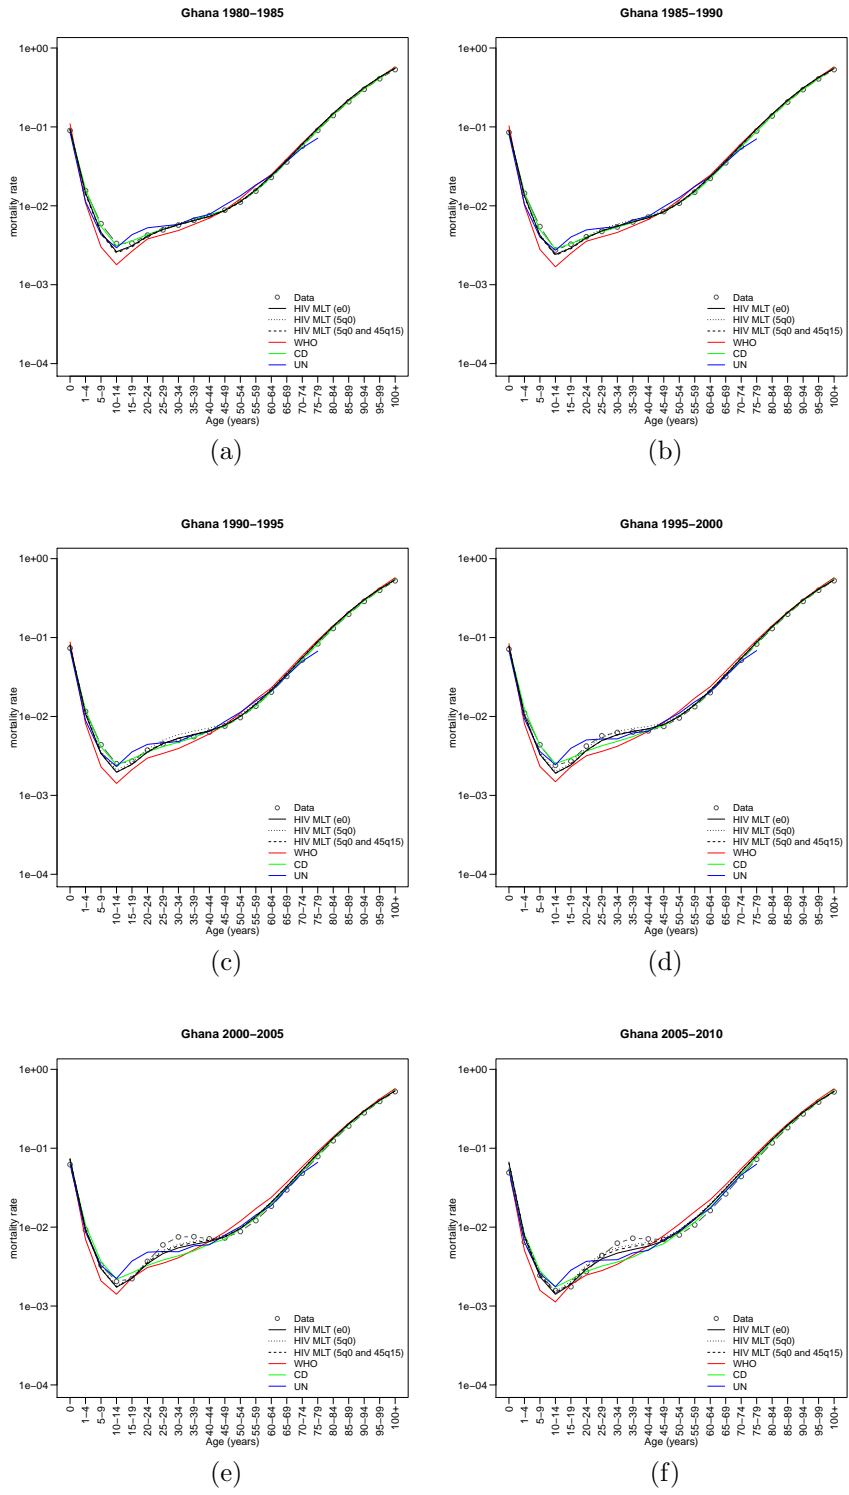 Ghana 1980−1985
mortality rate
1e+00
1e−01
1e−02
1e−03
1e−04
Data
HIV MLT (e0)
HIV MLT (5q0)
HIV MLT (5q0 and 45q15)
WHO
CD
UN
0
1−4
5−9
10−14
15−19
20−24
25−29
30−34
35−39
40−44
45−49
50−54
55−59
60−64
65−69
70−74
75−79
80−84
85−89
90−94
95−99
100+
Age (years)
(a)
Ghana 1985−1990
mortality rate
1e+00
1e−01
1e−02
1e−03
1e−04
Data
HIV MLT (e0)
HIV MLT (5q0)
HIV MLT (5q0 and 45q15)
WHO
CD
UN
0
1−4
5−9
10−14
15−19
20−24
25−29
30−34
35−39
40−44
45−49
50−54
55−59
60−64
65−69
70−74
75−79
80−84
85−89
90−94
95−99
100+
Age (years)
(b)
Ghana 1990−1995
mortality rate
1e+00
1e−01
1e−02
1e−03
1e−04
Data
HIV MLT (e0)
HIV MLT (5q0)
HIV MLT (5q0 and 45q15)
WHO
CD
UN
0
1−4
5−9
10−14
15−19
20−24
25−29
30−34
35−39
40−44
45−49
50−54
55−59
60−64
65−69
70−74
75−79
80−84
85−89
90−94
95−99
100+
Age (years)
(c)
Ghana 1995−2000
mortality rate
1e+00
1e−01
1e−02
1e−03
1e−04
Data
HIV MLT (e0)
HIV MLT (5q0)
HIV MLT (5q0 and 45q15)
WHO
CD
UN
0
1−4
5−9
10−14
15−19
20−24
25−29
30−34
35−39
40−44
45−49
50−54
55−59
60−64
65−69
70−74
75−79
80−84
85−89
90−94
95−99
100+
Age (years)
(d)
Ghana 2000−2005
mortality rate
1e+00
1e−01
1e−02
1e−03
1e−04
Data
HIV MLT (e0)
HIV MLT (5q0)
HIV MLT (5q0 and 45q15)
WHO
CD
UN
0
1−4
5−9
10−14
15−19
20−24
25−29
30−34
35−39
40−44
45−49
50−54
55−59
60−64
65−69
70−74
75−79
80−84
85−89
90−94
95−99
100+
Age (years)
(e)
Ghana 2005−2010
mortality rate
1e+00
1e−01
1e−02
1e−03
1e−04
Data
HIV MLT (e0)
HIV MLT (5q0)
HIV MLT (5q0 and 45q15)
WHO
CD
UN
0
1−4
5−9
10−14
15−19
20−24
25−29
30−34
35−39
40−44
45−49
50−54
55−59
60−64
65−69
70−74
75−79
80−84
85−89
90−94
95−99
100+
Age (years)
(f)